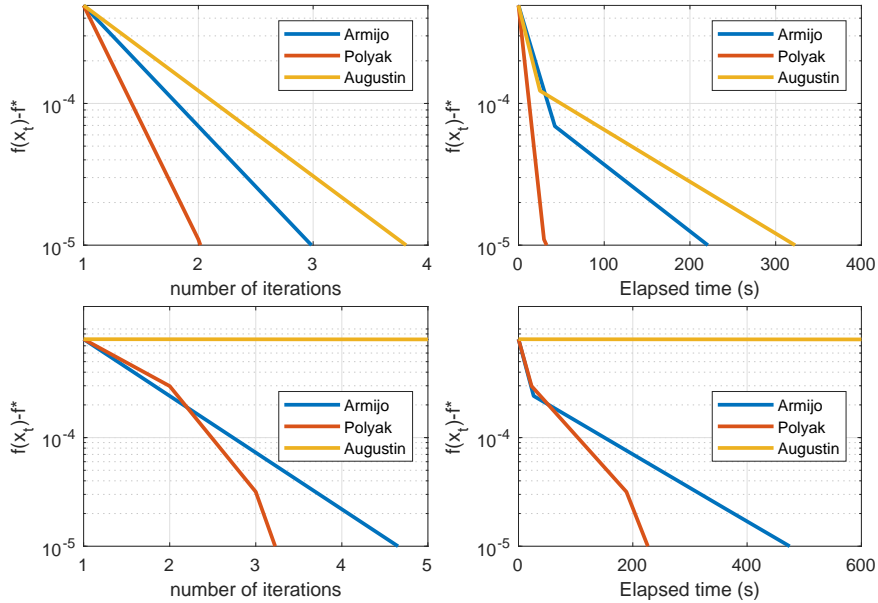 f(x_t)-f*
10^-4
10^-5
1
2
3
4
number of iterations
Armijo
Polyak
Augustin
f(x_t)-f*
10^-4
10^-5
0
100
200
300
400
Elapsed time (s)
Armijo
Polyak
Augustin
f(x_t)-f*
10^-4
10^-5
1
2
3
4
5
number of iterations
Armijo
Polyak
Augustin
f(x_t)-f*
10^-4
10^-5
0
200
400
600
Elapsed time (s)
Armijo
Polyak
Augustin